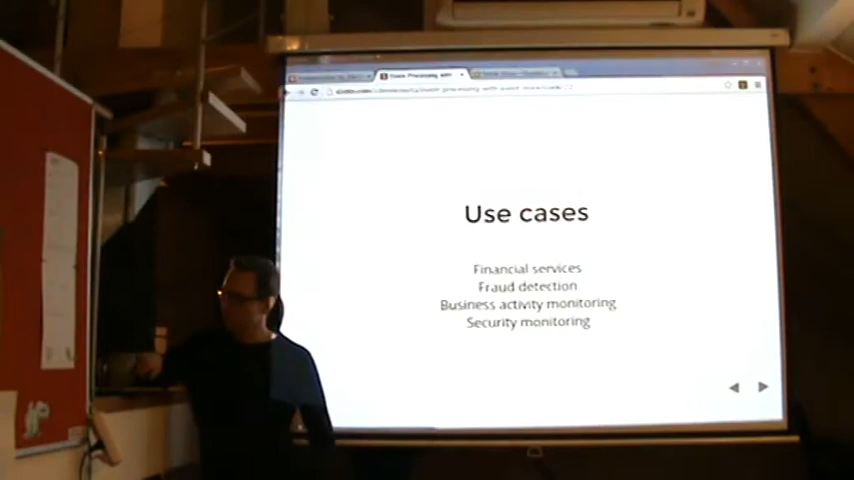 Use cases
Financial services
Fraud detection
Business activity monitoring
Security monitoring